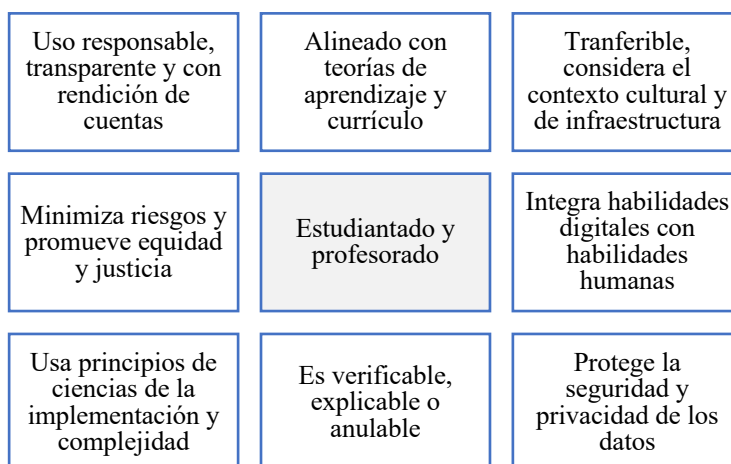 Uso responsable,
transparente y con
rendición de
cuentas
Alineado con
teorías de
aprendizaje y
currículo
Tranferible,
considera el
contexto cultural y
de infraestructura
Minimiza riesgos y
promueve equidad
y justicia
Estudiantado y
profesorado
Integra habilidades
digitales con
habilidades
humanas
Usa principios de
ciencias de la
implementación y
complejidad
Es verificable,
explicable o
anulable
Protege la
seguridad y
privacidad de los
datos